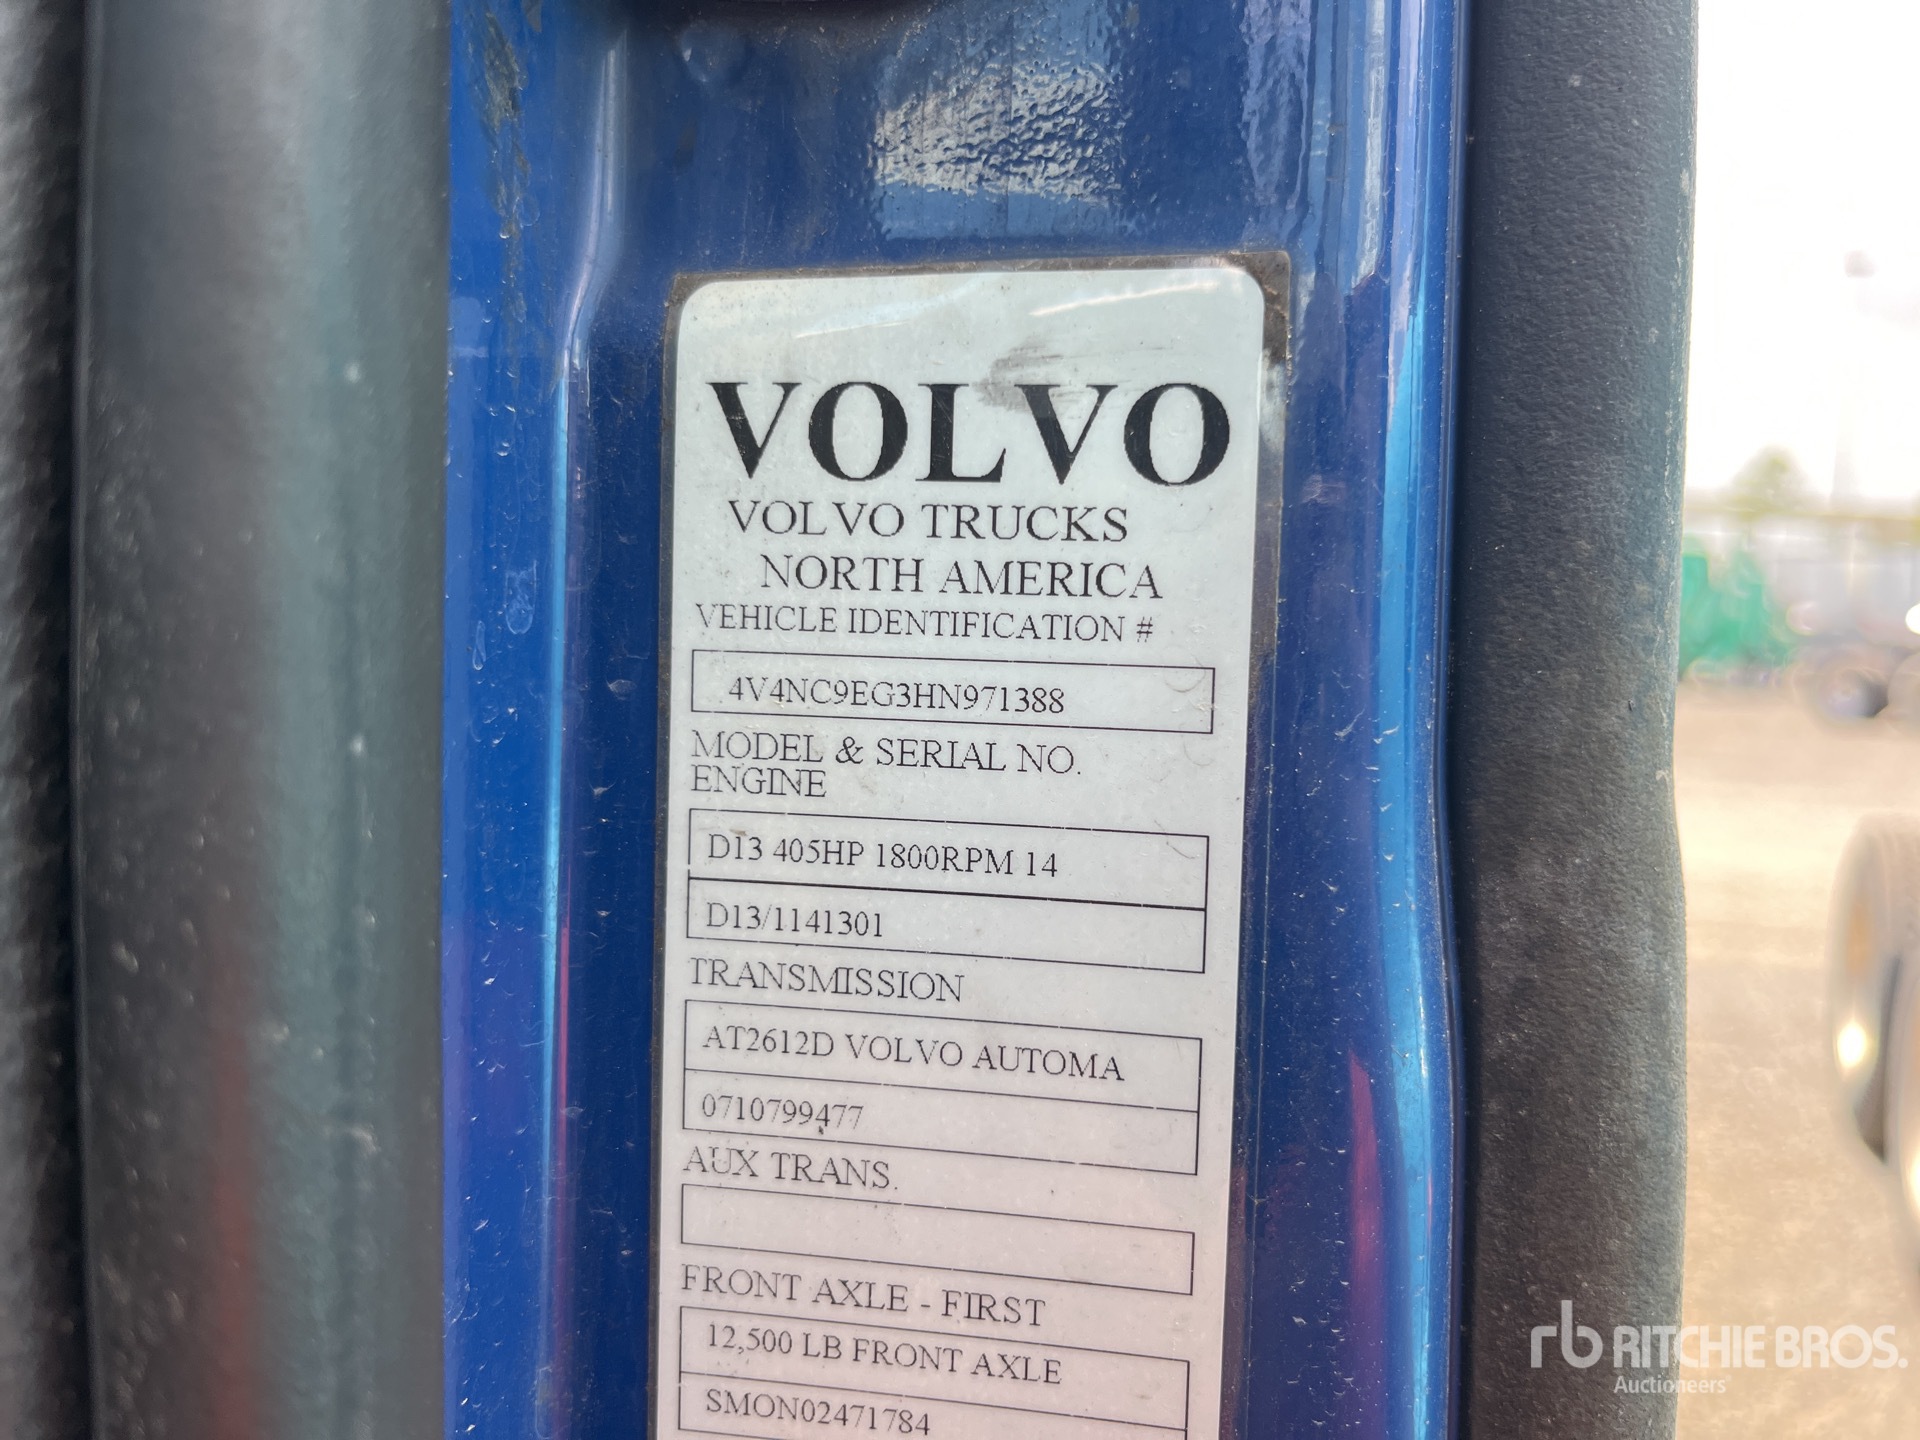 VOLVO
VOLVO TRUCKS
NORTH AMERICA
VEHICLE IDENTIFICATION #
4V4NC9EG3HN971388
MODEL & SERIAL NO.
ENGINE
D13 405HP 1800RPM 14
D13/1141301
TRANSMISSION
AT2612D VOLVO AUTOMA
0710799477
AUX TRANS.
FRONT AXLE - FIRST
12,500 LB FRONT AXLE
SMON02471784
rb RITCHIE BROS.
Auctioneers